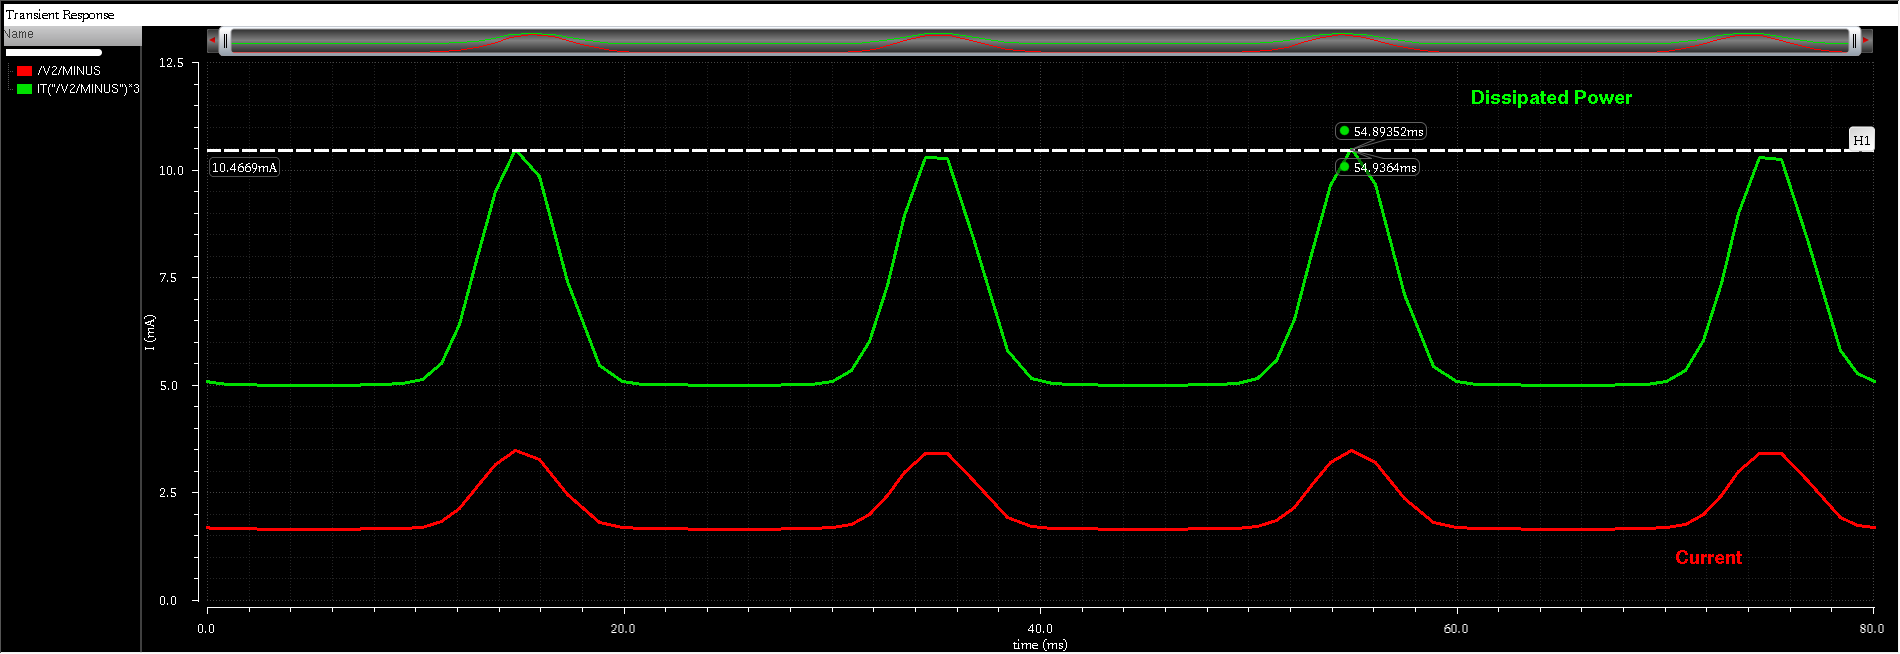 Transient Response
Name
/V2/MINUS
IT("/V2/MINUS")*3
12.5
10.0
7.5
5.0
2.5
0.0
I (mA)
Dissipated Power
54.89352ms
H1
10.4669mA
54.9364ms
Current
0.0
20.0
40.0
60.0
80.0
time (ms)